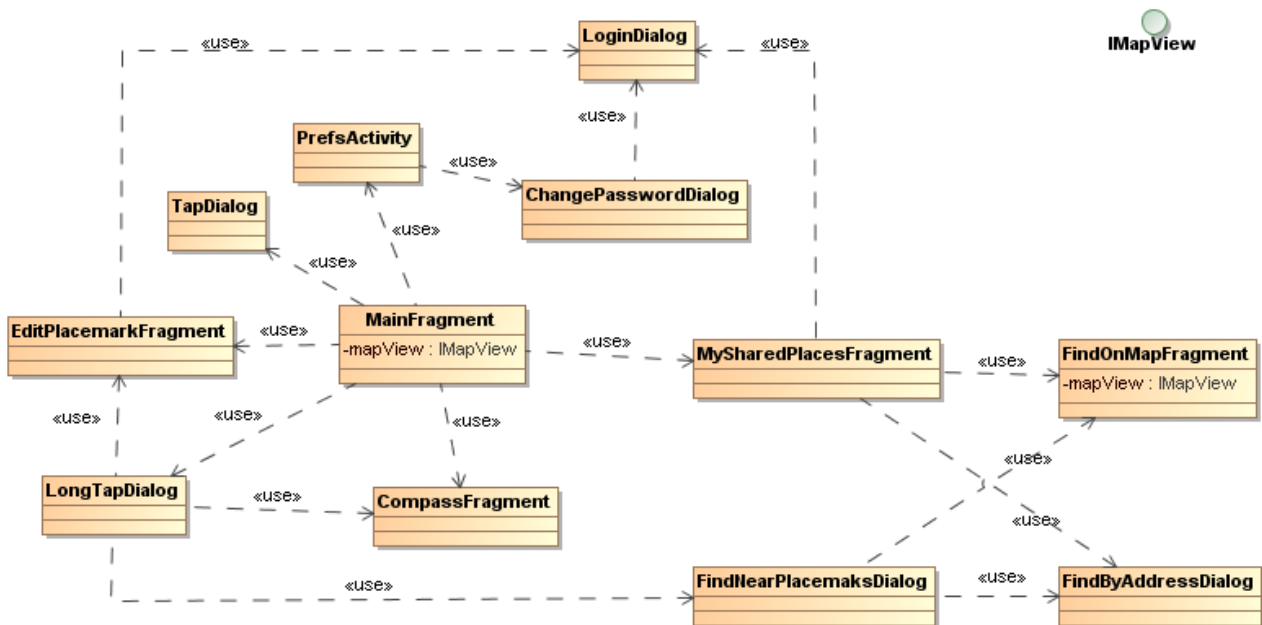 «use»
LoginDialog
«use»
IMapView
PrefsActivity
«use»
«use»
ChangePasswordDialog
TapDialog
«use»
«use»
EditPlacemarkFragment
«use»
MainFragment
-mapView : IMapView
«use»
MySharedPlacesFragment
«use»
FindOnMapFragment
-mapView : IMapView
«use»
«use»
«use»
LongTapDialog
«use»
CompassFragment
«use»
«use»
«use»
FindNearPlacemaksDialog
«use»
FindByAddressDialog